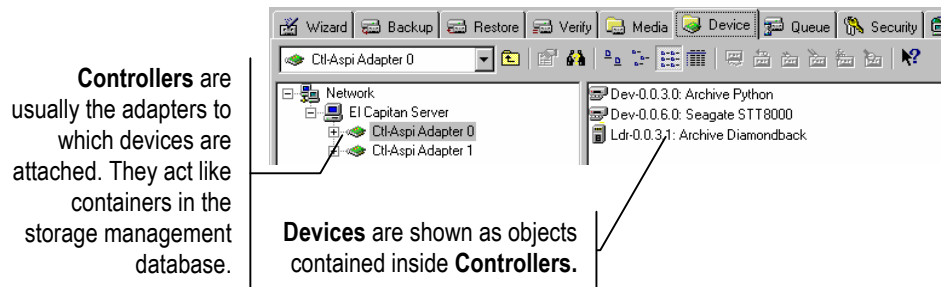 Wizard Backup Restore Verify Media Device Queue Security
Ctl-Aspi Adapter 0
Network
El Capitan Server
Ctl-Aspi Adapter 0
Ctl-Aspi Adapter 1
Dev-0.0.3.0: Archive Python
Dev-0.0.6.0: Seagate STT8000
Ldr-0.0.3.1: Archive Diamondback
Controllers are
usually the adapters to
which devices are
attached. They act like
containers in the
storage management
database.
Devices are shown as objects
contained inside Controllers.